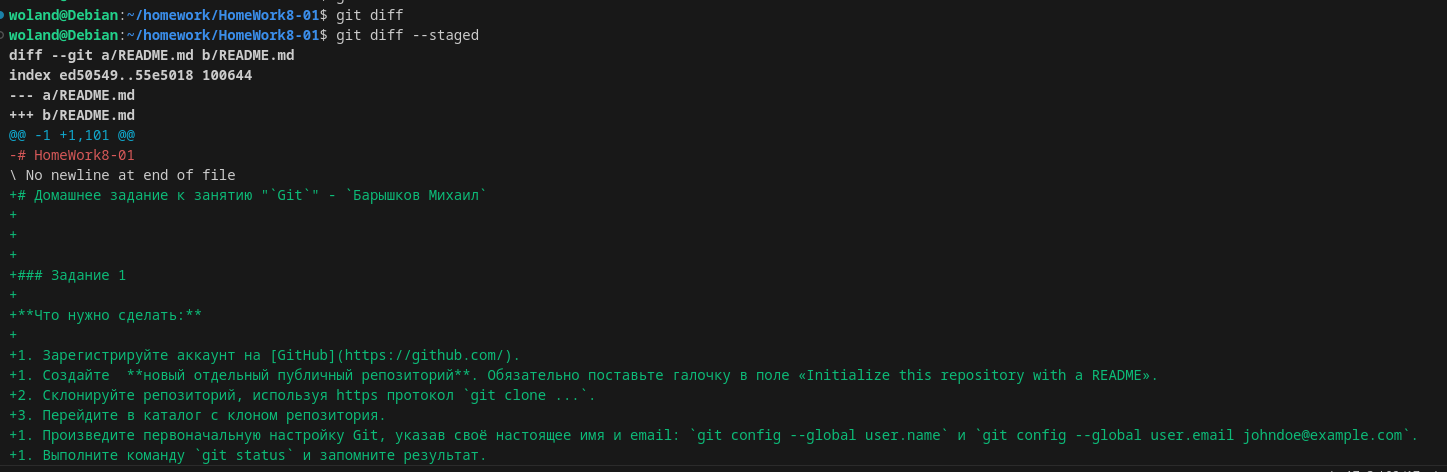 woland@Debian:~/homework/HomeWork8-01$ git diff
woland@Debian:~/homework/HomeWork8-01$ git diff --staged
diff --git a/README.md b/README.md
index ed50549..55e5018 100644
--- a/README.md
+++ b/README.md
@@ -1 +1,101 @@
-# HomeWork8-01
\ No newline at end of file
+# Домашнее задание к занятию "`Git`" - `Барышков Михаил`
+
+
+
+### Задание 1
+
+**Что нужно сделать:**
+
+1. Зарегистрируйте аккаунт на [GitHub](https://github.com/).
+1. Создайте  **новый отдельный публичный репозиторий**. Обязательно поставьте галочку в поле «Initialize this repository with a README».
+2. Склонируйте репозиторий, используя https протокол `git clone ...`.
+3. Перейдите в каталог с клоном репозитория.
+1. Произведите первоначальную настройку Git, указав своё настоящее имя и email: `git config --global user.name` и `git config --global user.email johndoe@example.com`.
+1. Выполните команду `git status` и запомните результат.